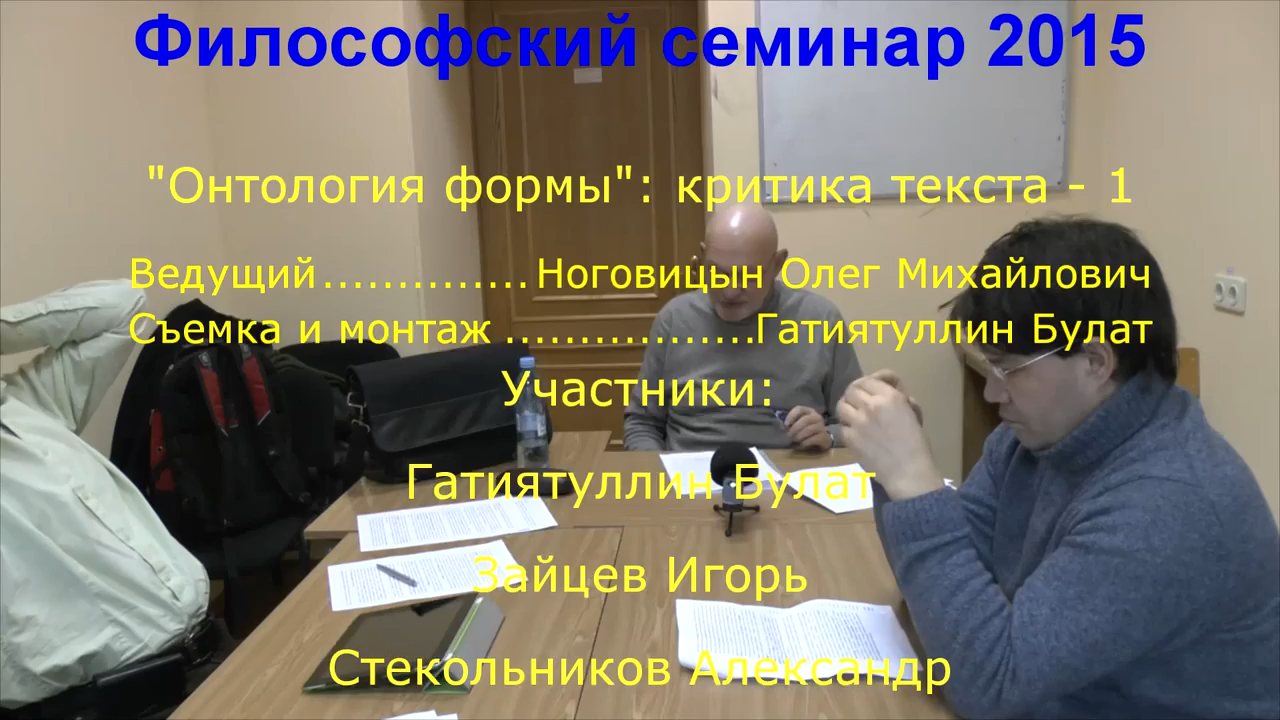 Философский семинар 2015
"Онтология формы": критика текста - 1
Ведущий..............Ноговицын Олег Михайлович
Съемка и монтаж .................Гатиятуллин Булат
Участники:
Гатиятуллин Булат
Зайцев Игорь
Стекольников Александр